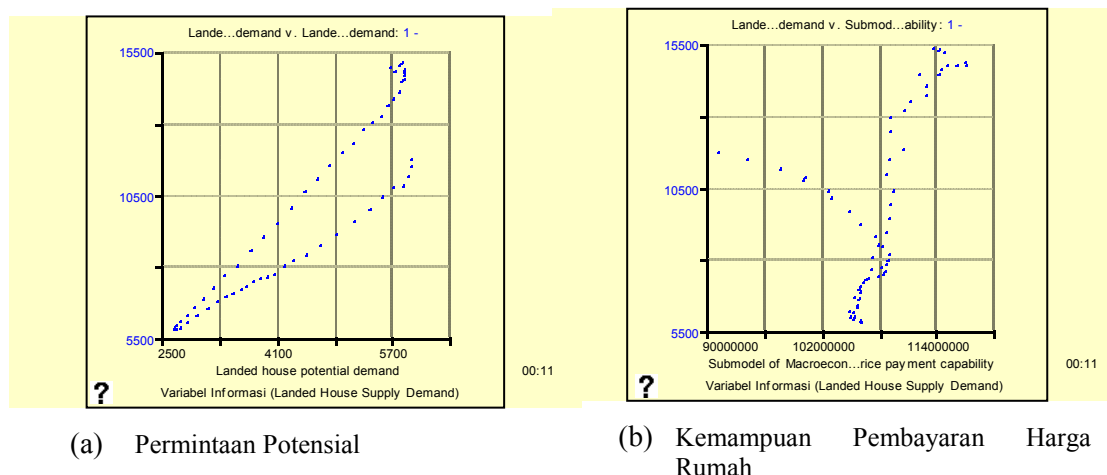 Lande...demand v. Lande...demand: 1 -
15500
10500
5500
2500 4100 5700
Landed house potential demand
00:11
?
Variabel Informasi (Landed House Supply Demand)
(a) Permintaan Potensial
Lande...demand v. Submod...ability: 1 -
15500
10500
5500
90000000 102000000 114000000
Submodel of Macroecon...rice payment capability
00:11
?
Variabel Informasi (Landed House Supply Demand)
(b) Kemampuan Pembayaran Harga
Rumah